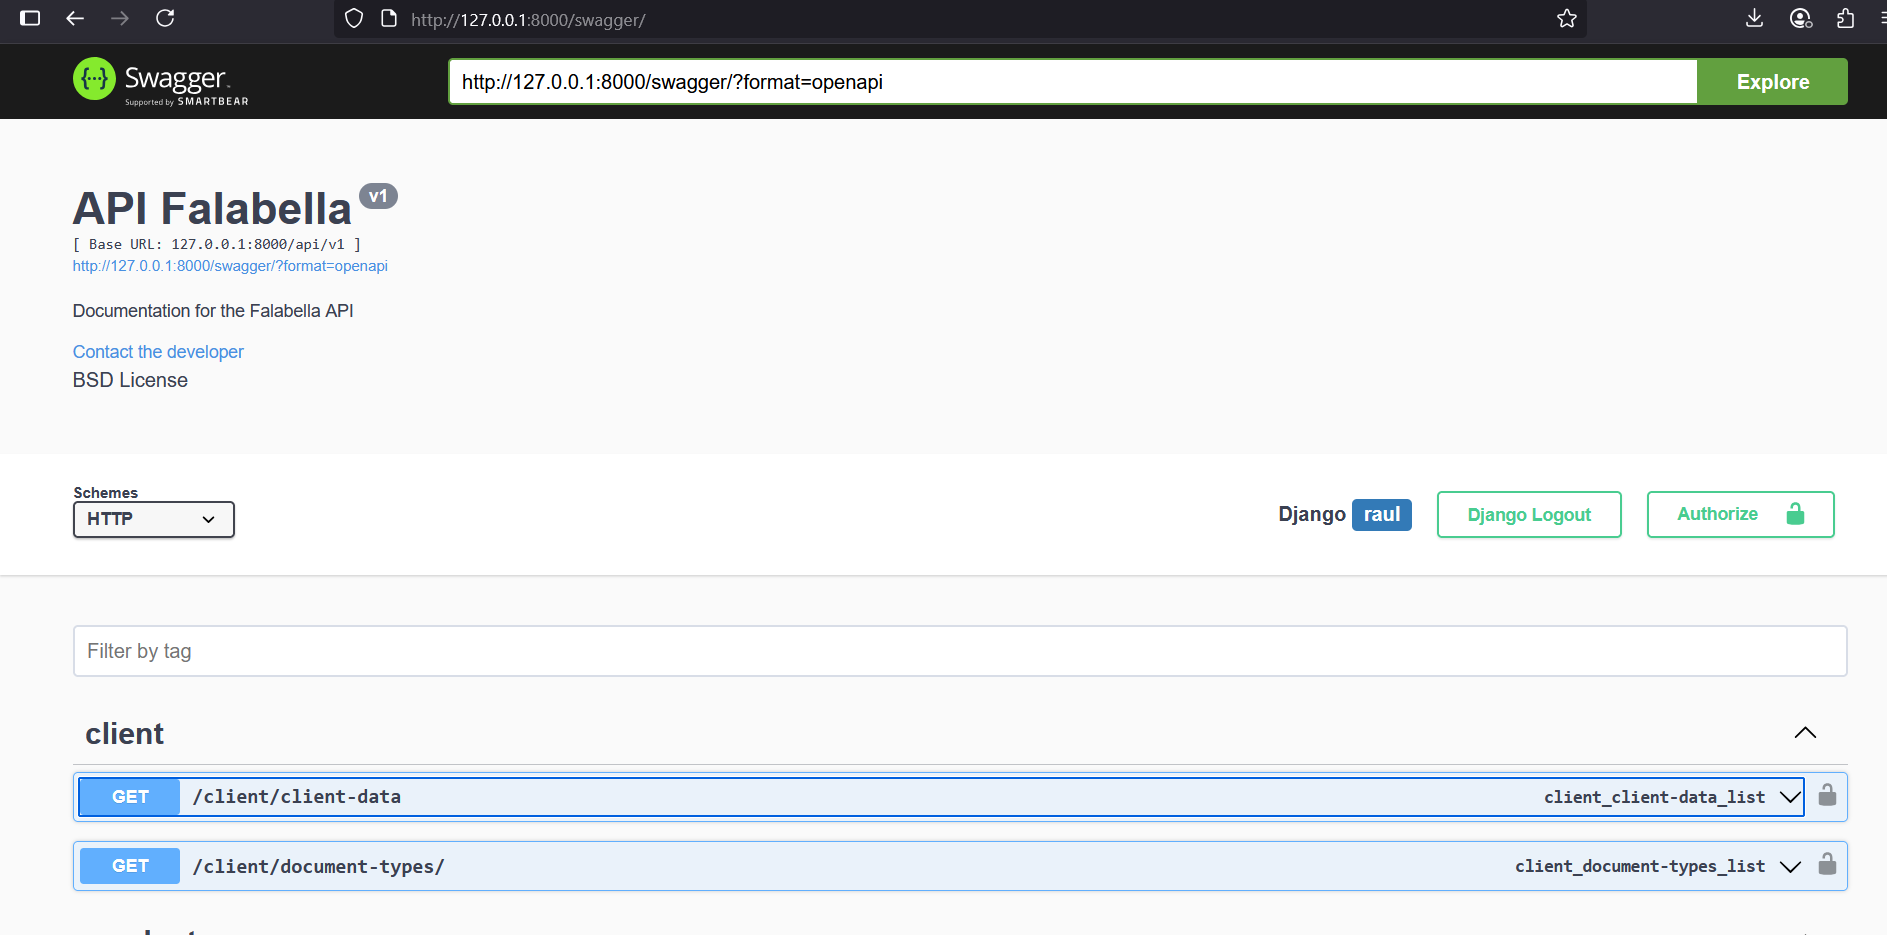 http://127.0.0.1:8000/swagger/
Swagger.
Supported by SMARTBEAR
http://127.0.0.1:8000/swagger/?format=openapi
Explore
API Falabella v1
[ Base URL: 127.0.0.1:8000/api/v1 ]
http://127.0.0.1:8000/swagger/?format=openapi
Documentation for the Falabella API
Contact the developer
BSD License
Schemes
HTTP
Django raul
Django Logout
Authorize
Filter by tag
client
GET /client/client-data client_client-data_list
GET /client/document-types/ client_document-types_list